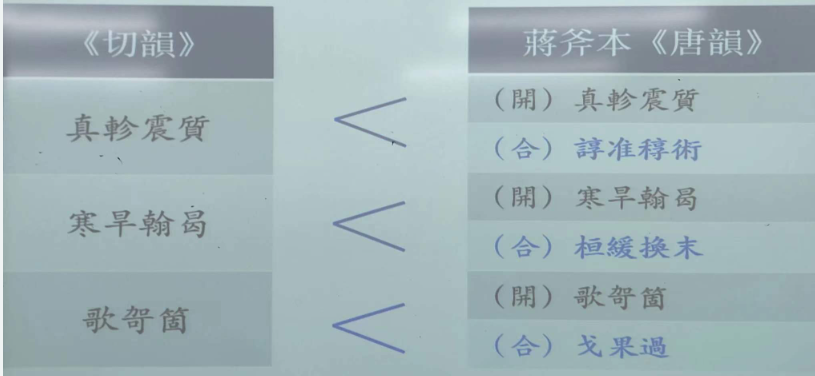 《切韻》
蔣斧本《唐韻》
真軫震質
(開) 真軫震質
(合) 諄准稕術
寒旱翰曷
(開) 寒旱翰曷
(合) 桓緩換末
歌哿箇
(開) 歌哿箇
(合) 戈果過